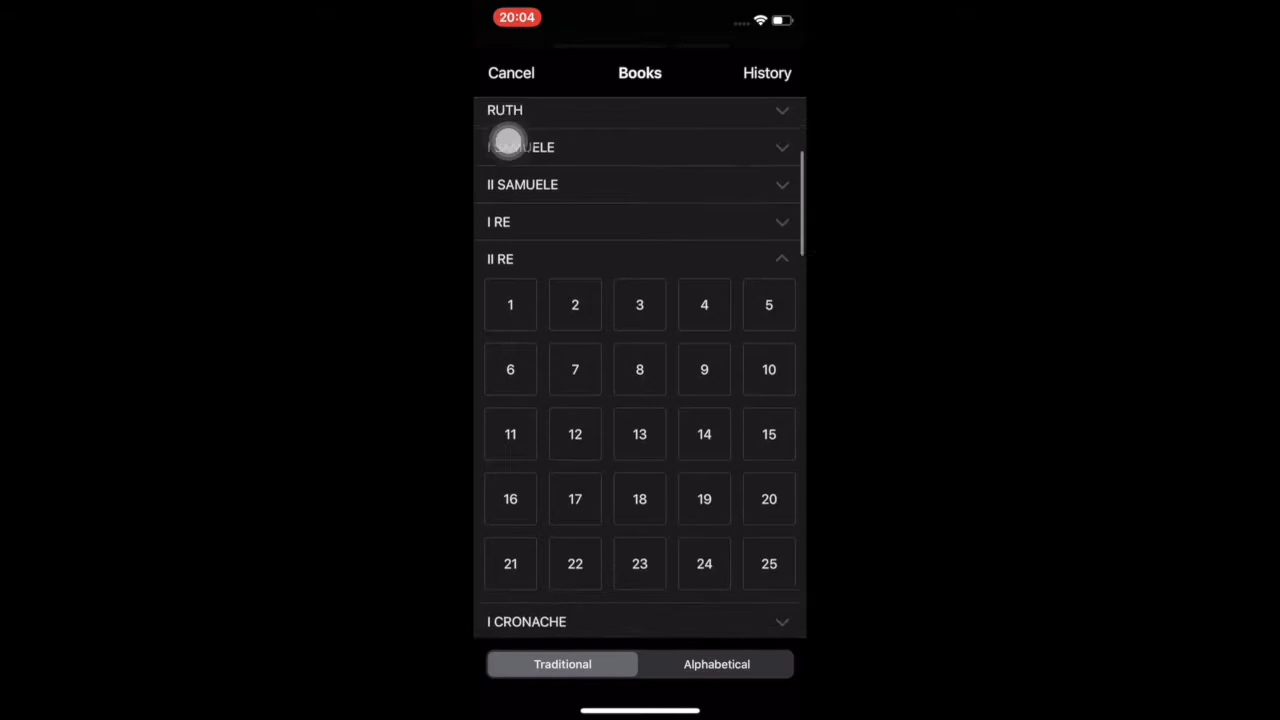 20:04
Cancel Books History
RUTH
I SAMUELE
II SAMUELE
I RE
II RE
1 2 3 4 5
6 7 8 9 10
11 12 13 14 15
16 17 18 19 20
21 22 23 24 25
I CRONACHE
Traditional Alphabetical